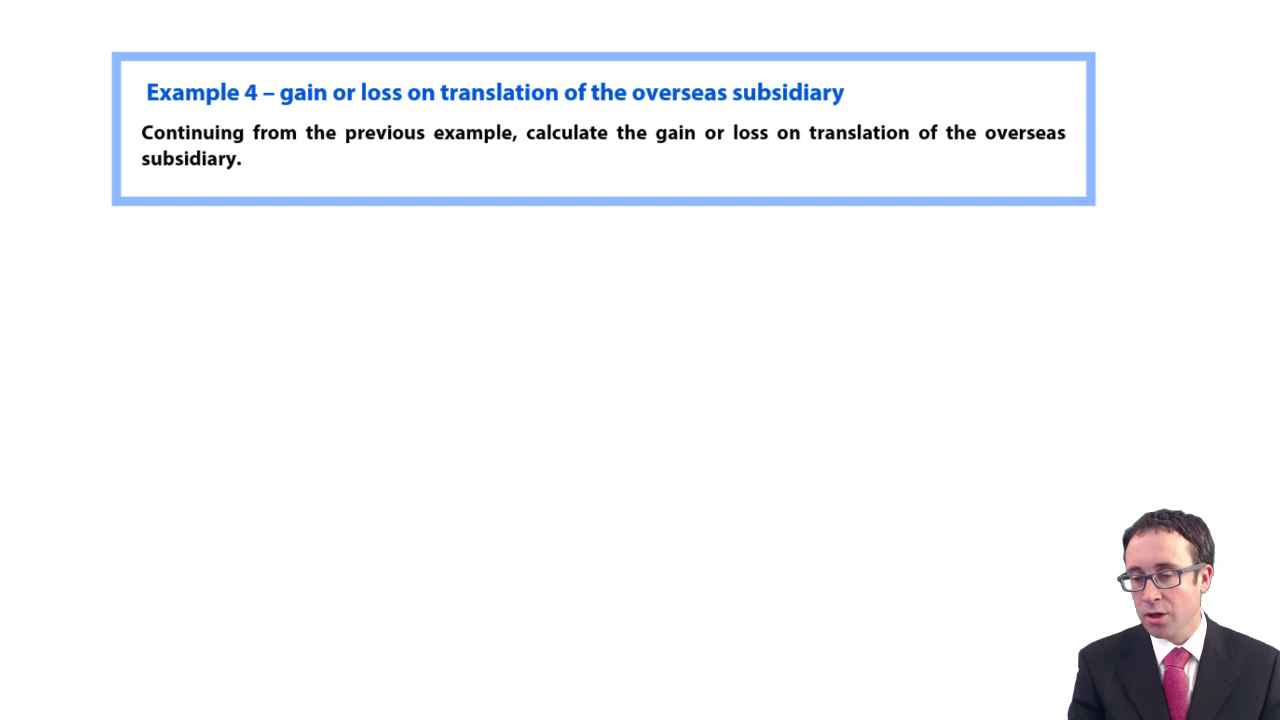 Example 4 – gain or loss on translation of the overseas subsidiary
Continuing from the previous example, calculate the gain or loss on translation of the overseas
subsidiary.